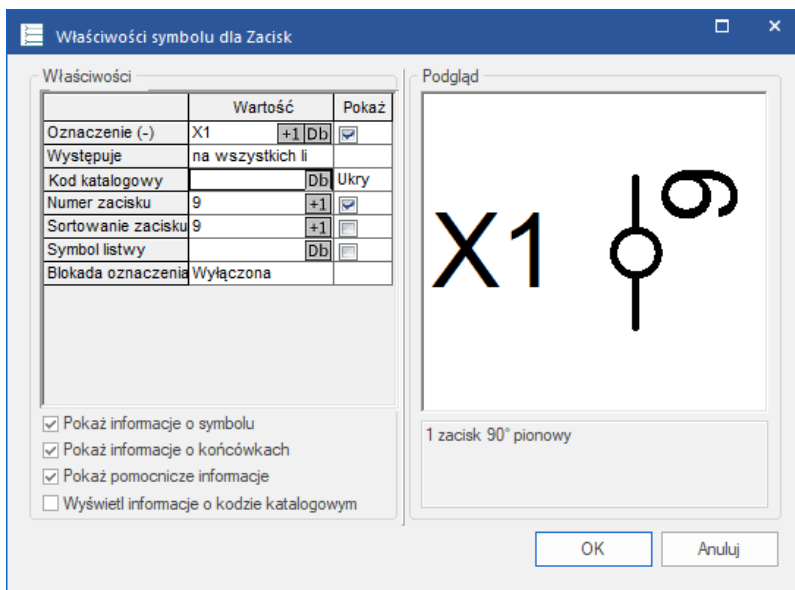 Właściwości symbolu dla Zacisk
Właściwości
Wartość Pokaż
Oznaczenie (-) X1 +1 Db
Występuje na wszystkich li
Kod katalogowy Db Ukry
Numer zacisku 9 +1
Sortowanie zacisku 9 +1
Symbol listwy Db
Blokada oznaczenia Wyłączona
Pokaż informacje o symbolu
Pokaż informacje o końcówkach
Pokaż pomocnicze informacje
Wyświetl informacje o kodzie katalogowym
Podgląd
X1 9
1 zacisk 90° pionowy
OK Anuluj